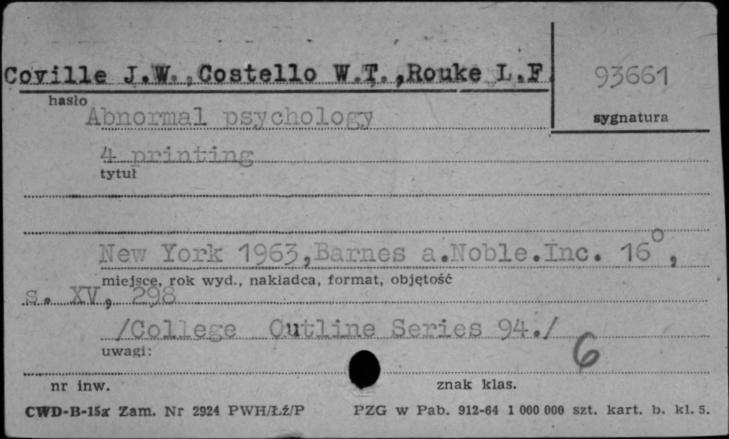 Coville J.W., Costello W.T., Rouke L.F.
93661
hasło
sygnatura
Abnormal psychology
4 printing
tytuł
New York 1963, Barnes a.Noble.Inc. 16°,
miejsce, rok wyd., nakładca, format, objętość
s. XV, 298
/College Outline Series 94./
uwagi:
6
nr inw.
znak klas.
CWD-B-15a Zam. Nr 2924 PWH/Łż/P PZG w Pab. 912-64 1 000 000 szt. kart. b. kl. 5.